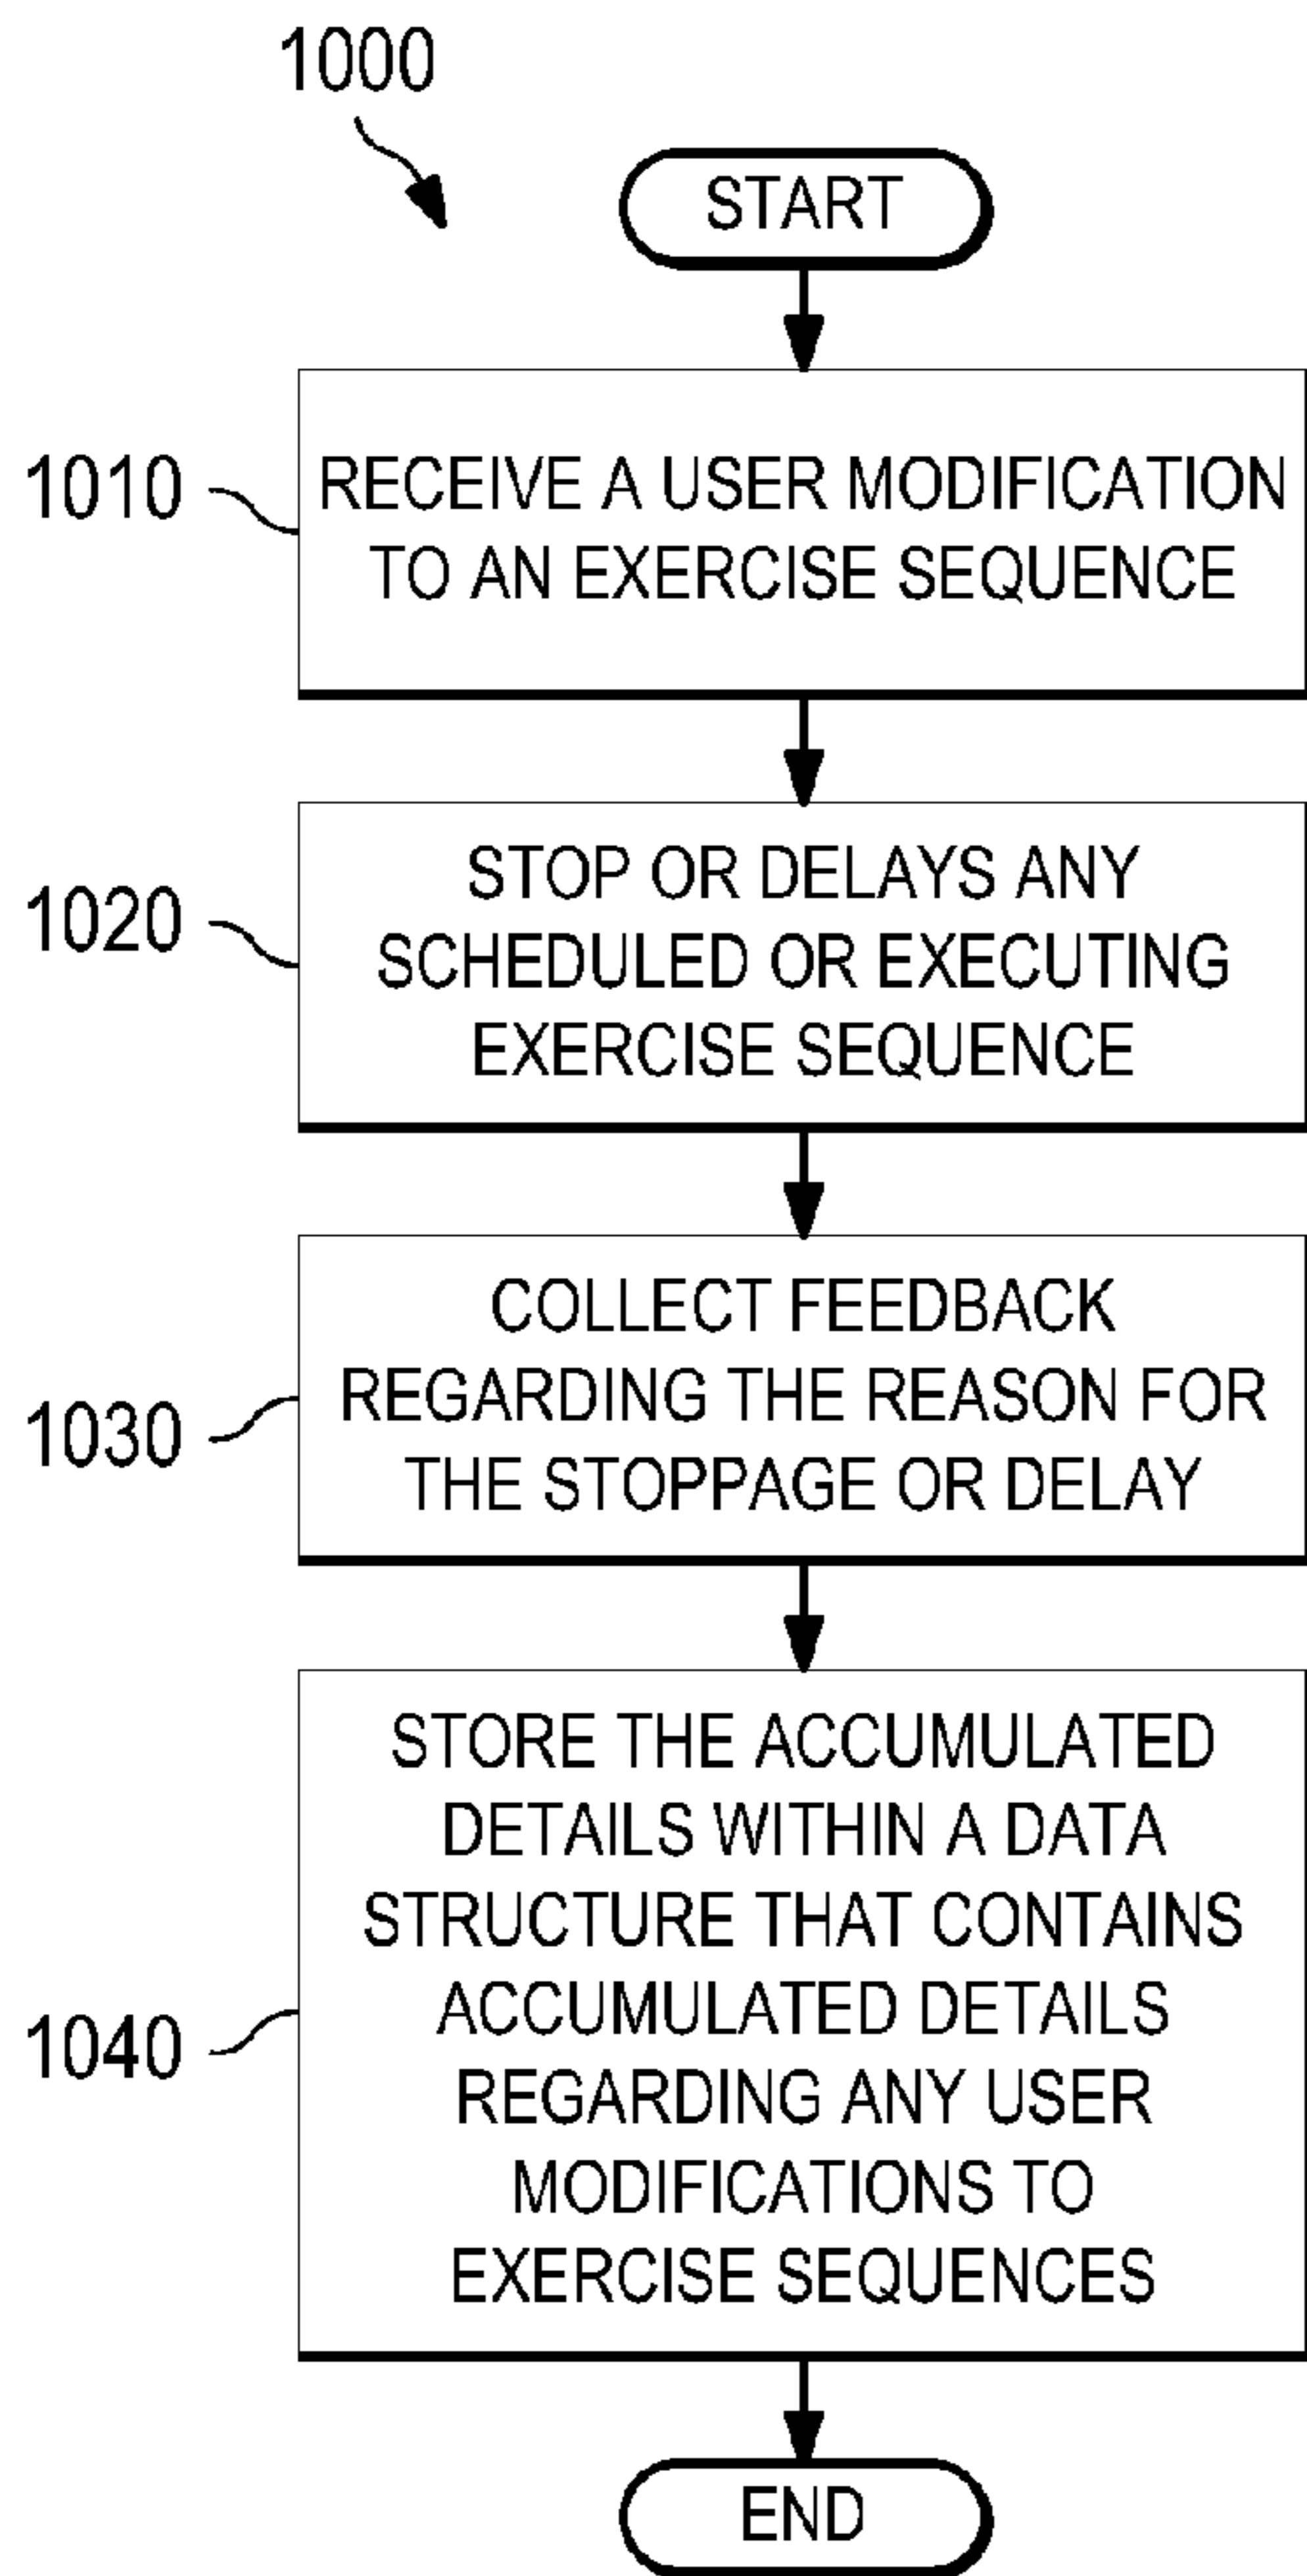 1000
START
1010
RECEIVE A USER MODIFICATION
TO AN EXERCISE SEQUENCE
1020
STOP OR DELAYS ANY
SCHEDULED OR EXECUTING
EXERCISE SEQUENCE
1030
COLLECT FEEDBACK
REGARDING THE REASON FOR
THE STOPPAGE OR DELAY
1040
STORE THE ACCUMULATED
DETAILS WITHIN A DATA
STRUCTURE THAT CONTAINS
ACCUMULATED DETAILS
REGARDING ANY USER
MODIFICATIONS TO
EXERCISE SEQUENCES
END